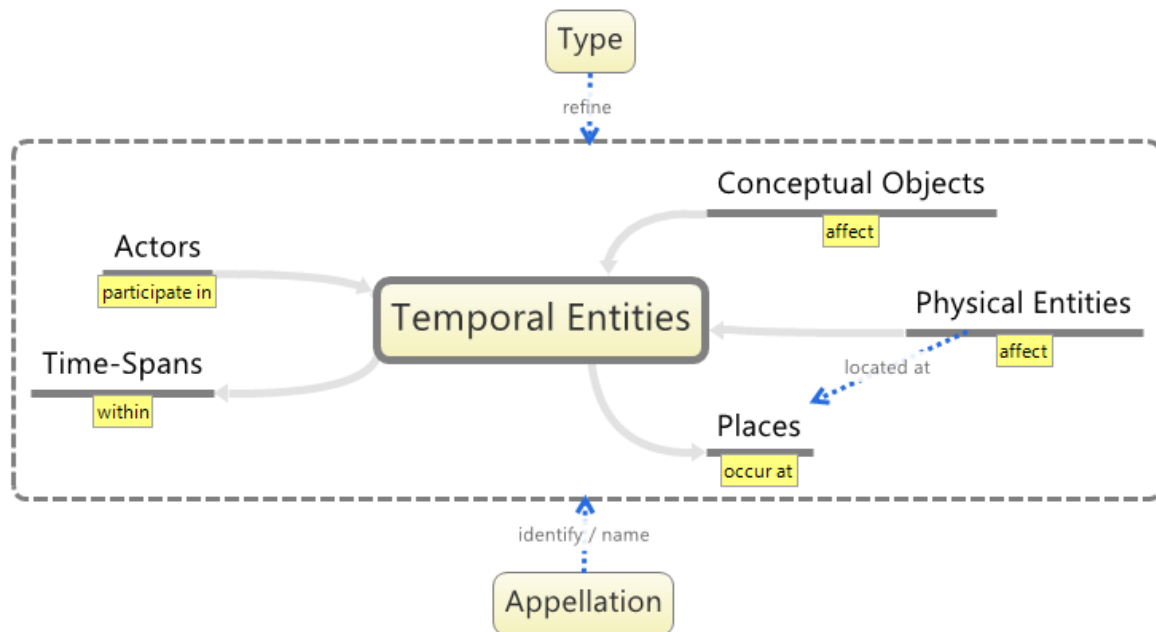 Type
refine
Conceptual Objects
affect
Actors
participate in
Temporal Entities
Physical Entities
affect
located at
Time-Spans
within
Places
occur at
identify / name
Appellation